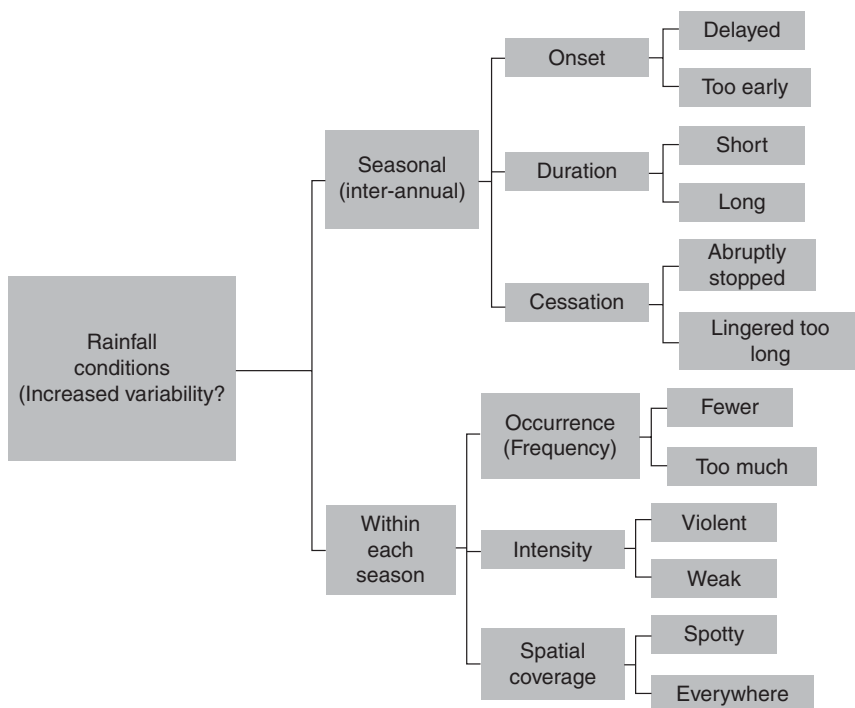 Rainfall
conditions
(Increased variability?
Seasonal
(inter-annual)
Onset
Delayed
Too early
Duration
Short
Long
Cessation
Abruptly
stopped
Lingered too
long
Within
each
season
Occurrence
(Frequency)
Fewer
Too much
Intensity
Violent
Weak
Spatial
coverage
Spotty
Everywhere